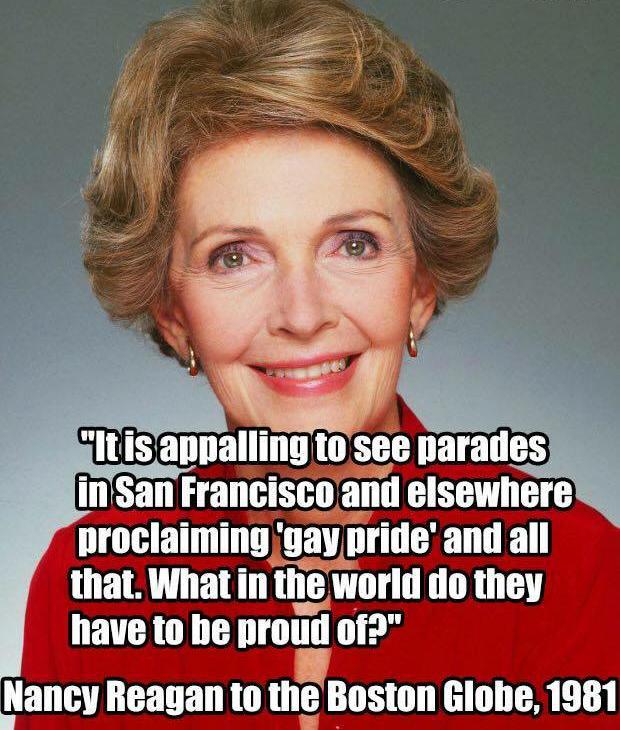 "It is appalling to see parades
in San Francisco and elsewhere
proclaiming 'gay pride' and all
that. What in the world do they
have to be proud of?"
Nancy Reagan to the Boston Globe, 1981